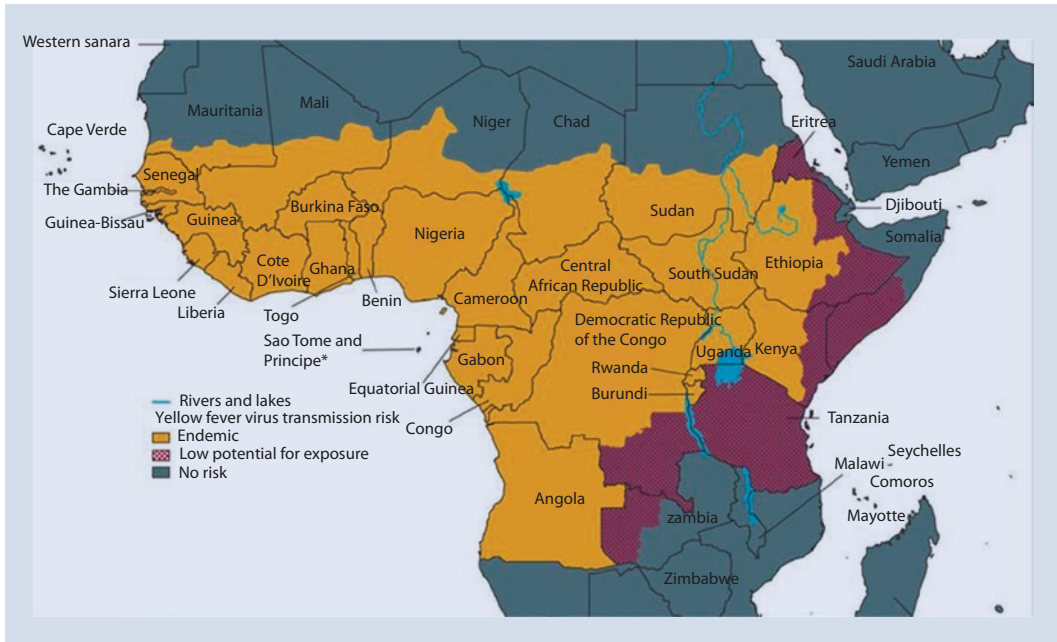 Western sanara
Saudi Arabia
Mauritania
Mali
Niger
Chad
Eritrea
Cape Verde
Yemen
Senegal
The Gambia
Djibouti
Guinea-Bissau
Guinea
Burkina Faso
Nigeria
Sudan
Somalia
Cote
D'Ivoire
Ghana
Central
African Republic
South Sudan
Ethiopia
Sierra Leone
Liberia
Togo
Benin
Cameroon
Democratic Republic
of the Congo
Sao Tome and
Principe*
Gabon
Uganda
Kenya
Rwanda
Equatorial Guinea
Burundi
Rivers and lakes
Yellow fever virus transmission risk
Congo
Tanzania
Endemic
Low potential for exposure
No risk
Seychelles
Malawi
Comoros
Angola
zambia
Mayotte
Zimbabwe